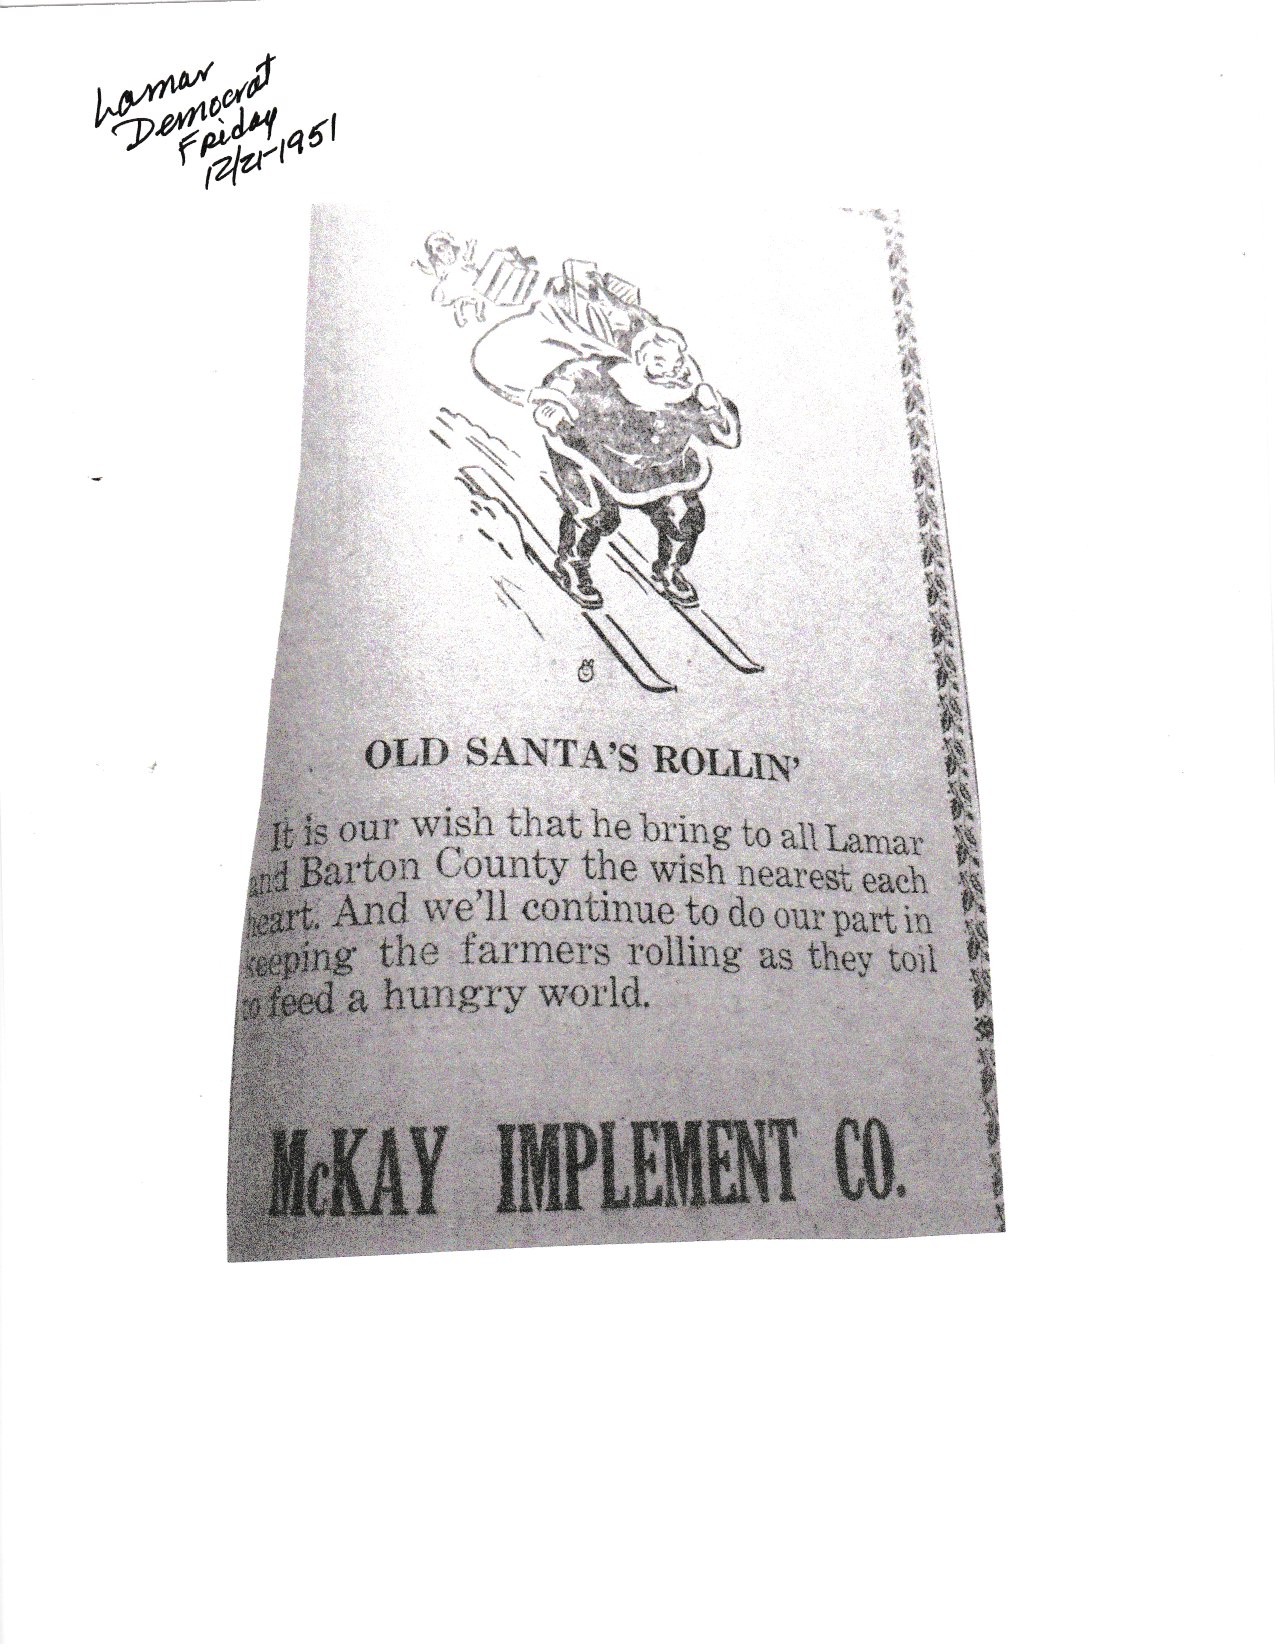 Lamar
Democrat
Friday
12/21-1951
OLD SANTA'S ROLLIN'
It is our wish that he bring to all Lamar
and Barton County the wish nearest each
heart. And we'll continue to do our part in
keeping the farmers rolling as they toil
to feed a hungry world.
McKAY IMPLEMENT CO.